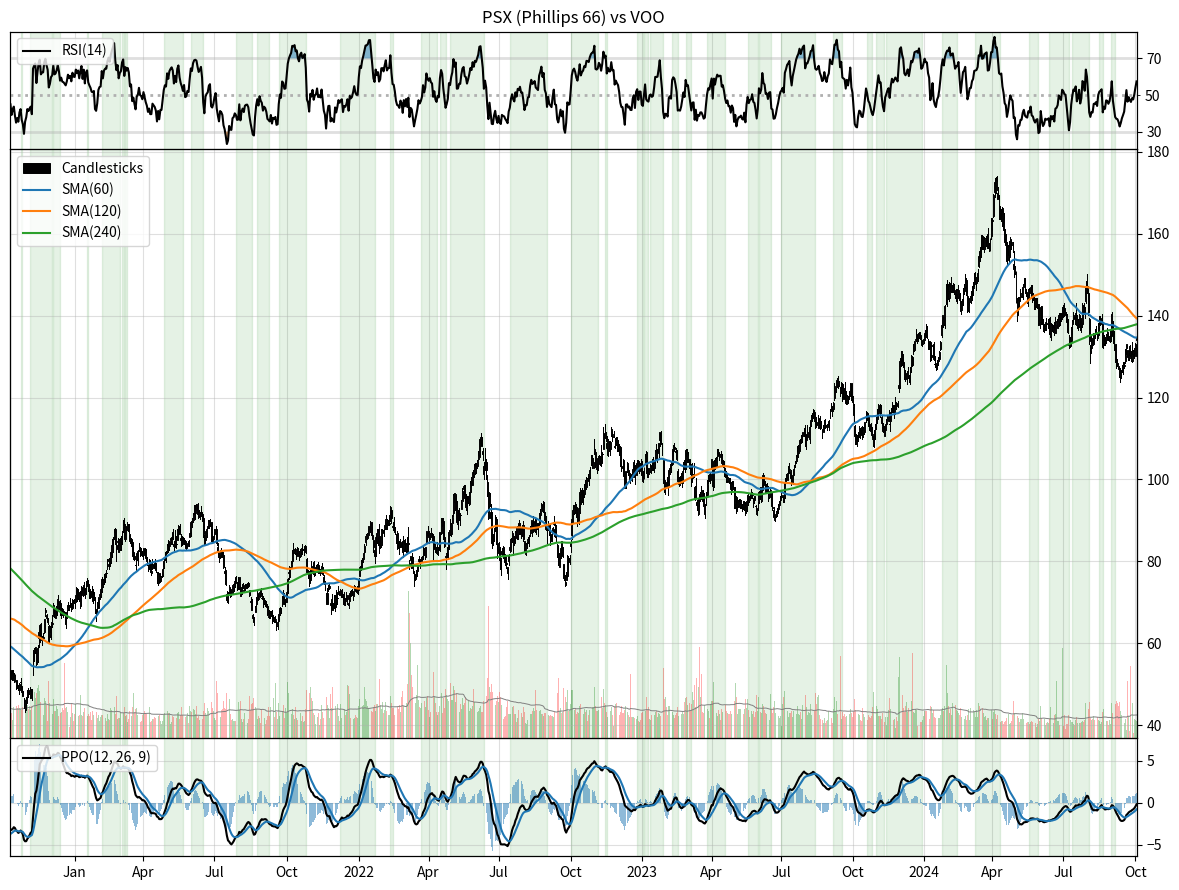 PSX (Phillips 66) vs VOO
RSI(14)
70
50
30
Candlesticks
SMA(60)
SMA(120)
SMA(240)
180
160
140
120
100
80
60
40
PPO(12, 26, 9)
5
0
−5
Jan Apr Jul Oct 2022 Apr Jul Oct 2023 Apr Jul Oct 2024 Apr Jul Oct